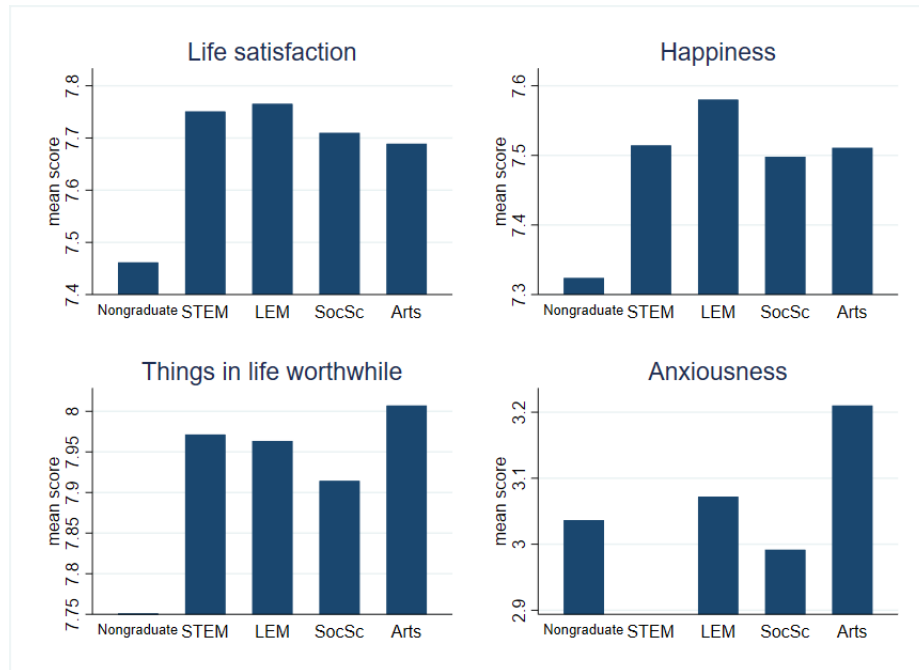 Life satisfaction
mean score
7.8
7.7
7.6
7.5
7.4
Nongraduate STEM LEM SocSc Arts
Happiness
mean score
7.6
7.5
7.4
7.3
Nongraduate STEM LEM SocSc Arts
Things in life worthwhile
mean score
8
7.95
7.9
7.85
7.8
7.75
Nongraduate STEM LEM SocSc Arts
Anxiousness
mean score
3.2
3.1
3
2.9
Nongraduate STEM LEM SocSc Arts